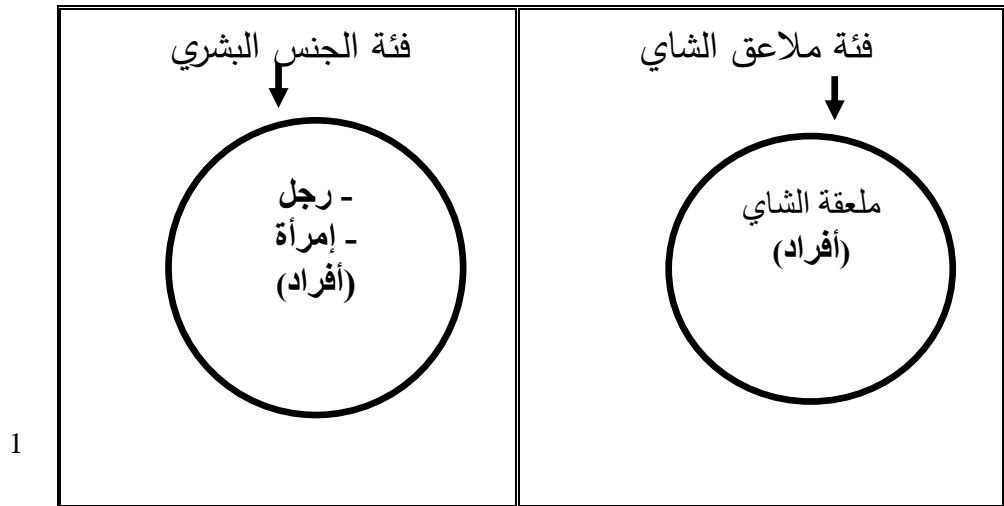 فئة ملاعق الشاي
ملعقة الشاي
(أفراد)
فئة الجنس البشري
- رجل
- إمرأة
(أفراد)
1